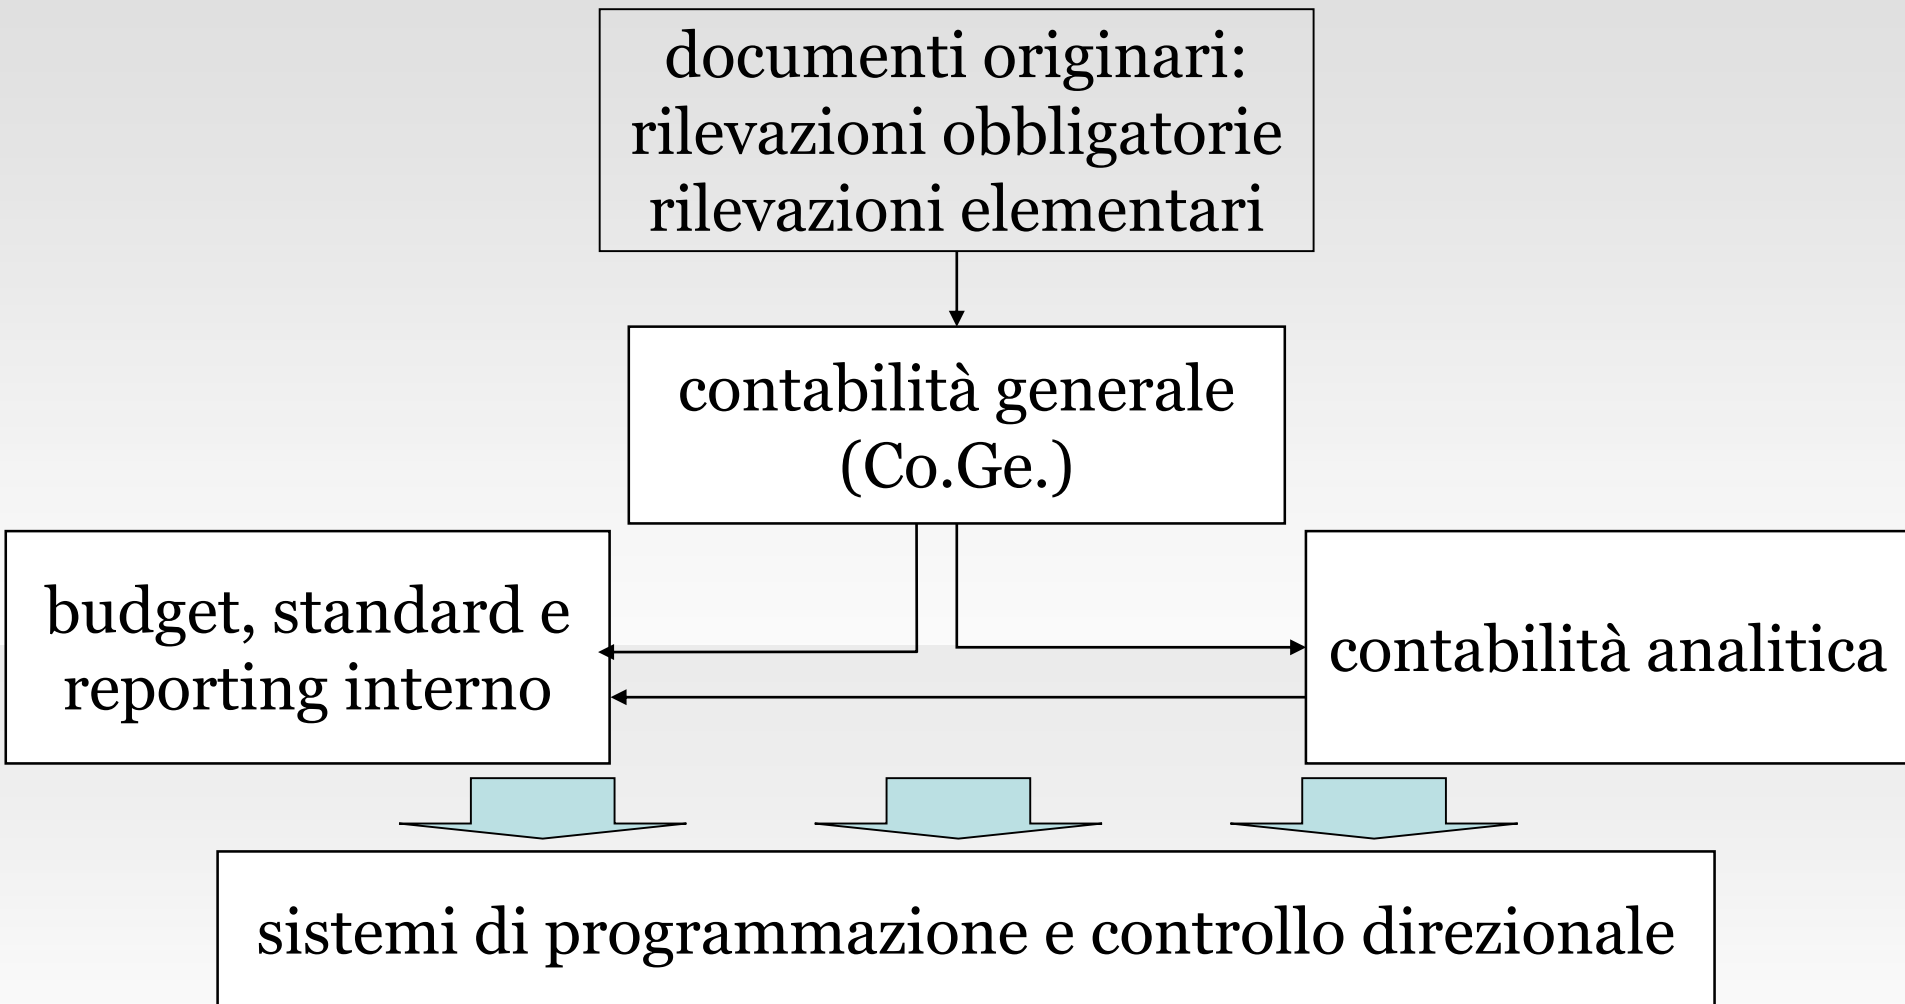 documenti originari:
rilevazioni obbligatorie
rilevazioni elementari
contabilità generale
(Co.Ge.)
budget, standard e
reporting interno
contabilità analitica
sistemi di programmazione e controllo direzionale